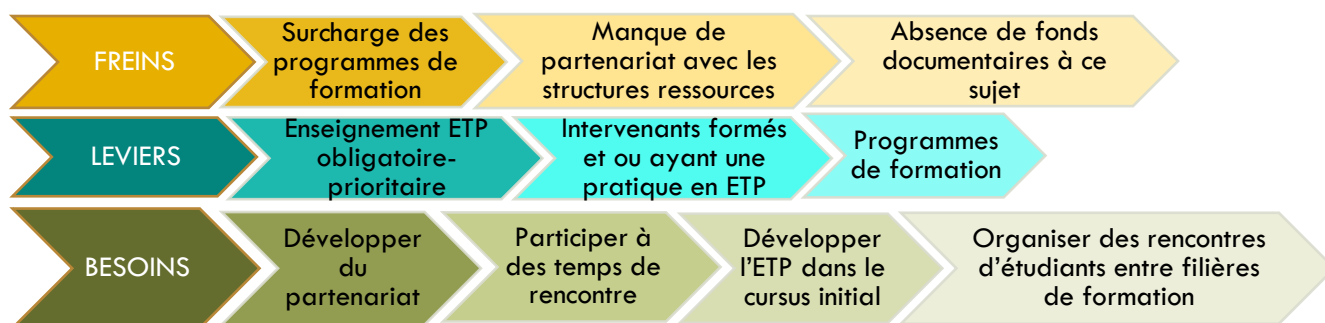 FREINS
Surcharge des
programmes de
formation
Manque de
partenariat avec les
structures ressources
Absence de fonds
documentaires à ce
sujet
LEVIERS
Enseignement ETP
obligatoire-
prioritaire
Intervenants formés
et ou ayant une
pratique en ETP
Programmes
de formation
BESOINS
Développer
du
partenariat
Participer à
des temps de
rencontre
Développer
l'ETP dans le
cursus initial
Organiser des rencontres
d'étudiants entre filières
de formation